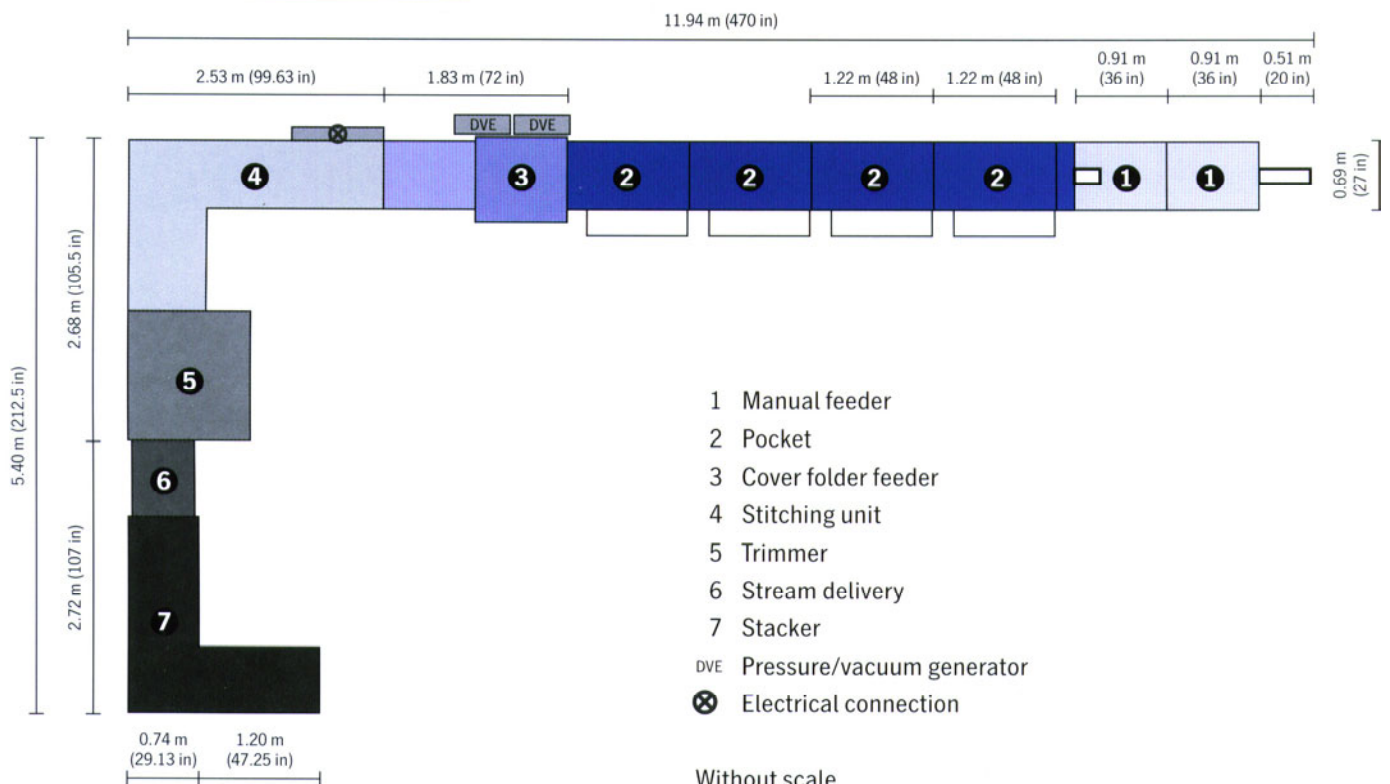 11.94 m (470 in)
2.53 m (99.63 in)
1.83 m (72 in)
1.22 m (48 in)
1.22 m (48 in)
0.91 m
(36 in)
0.91 m
(36 in)
0.51 m
(20 in)
DVE
DVE
4
3
2
2
2
2
1
1
0.69 m
(27 in)
2.68 m (105.5 in)
5.40 m (212.5 in)
5
6
2.72 m (107 in)
7
1 Manual feeder
2 Pocket
3 Cover folder feeder
4 Stitching unit
5 Trimmer
6 Stream delivery
7 Stacker
DVE Pressure/vacuum generator
Electrical connection
0.74 m
(29.13 in)
1.20 m
(47.25 in)
Without scale